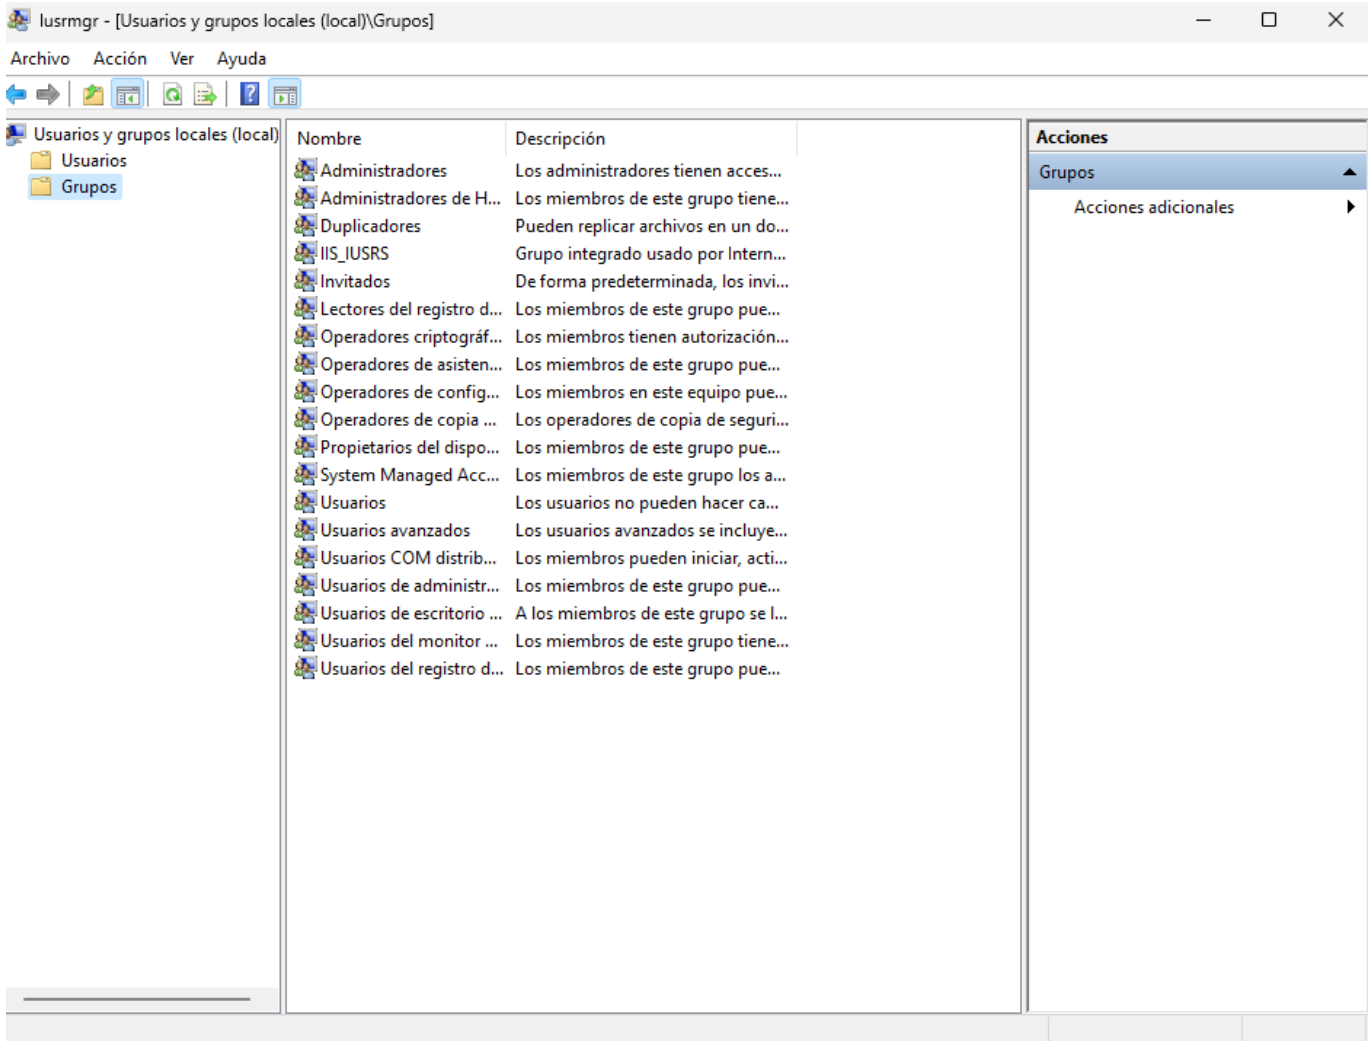 lusrmgr - [Usuarios y grupos locales (local)\Grupos]
Archivo Acción Ver Ayuda
Usuarios y grupos locales (local)
Usuarios
Grupos
Nombre Descripción
Administradores Los administradores tienen acces...
Administradores de H... Los miembros de este grupo tiene...
Duplicadores Pueden replicar archivos en un do...
IIS_IUSRS Grupo integrado usado por Intern...
Invitados De forma predeterminada, los invi...
Lectores del registro d... Los miembros de este grupo pue...
Operadores criptográf... Los miembros tienen autorización...
Operadores de asisten... Los miembros de este grupo pue...
Operadores de config... Los miembros en este equipo pue...
Operadores de copia ... Los operadores de copia de seguri...
Propietarios del dispo... Los miembros de este grupo pue...
System Managed Acc... Los miembros de este grupo los a...
Usuarios Los usuarios no pueden hacer ca...
Usuarios avanzados Los usuarios avanzados se incluye...
Usuarios COM distrib... Los miembros pueden iniciar, acti...
Usuarios de administr... Los miembros de este grupo pue...
Usuarios de escritorio ... A los miembros de este grupo se l...
Usuarios del monitor ... Los miembros de este grupo tiene...
Usuarios del registro d... Los miembros de este grupo pue...
Acciones
Grupos
Acciones adicionales